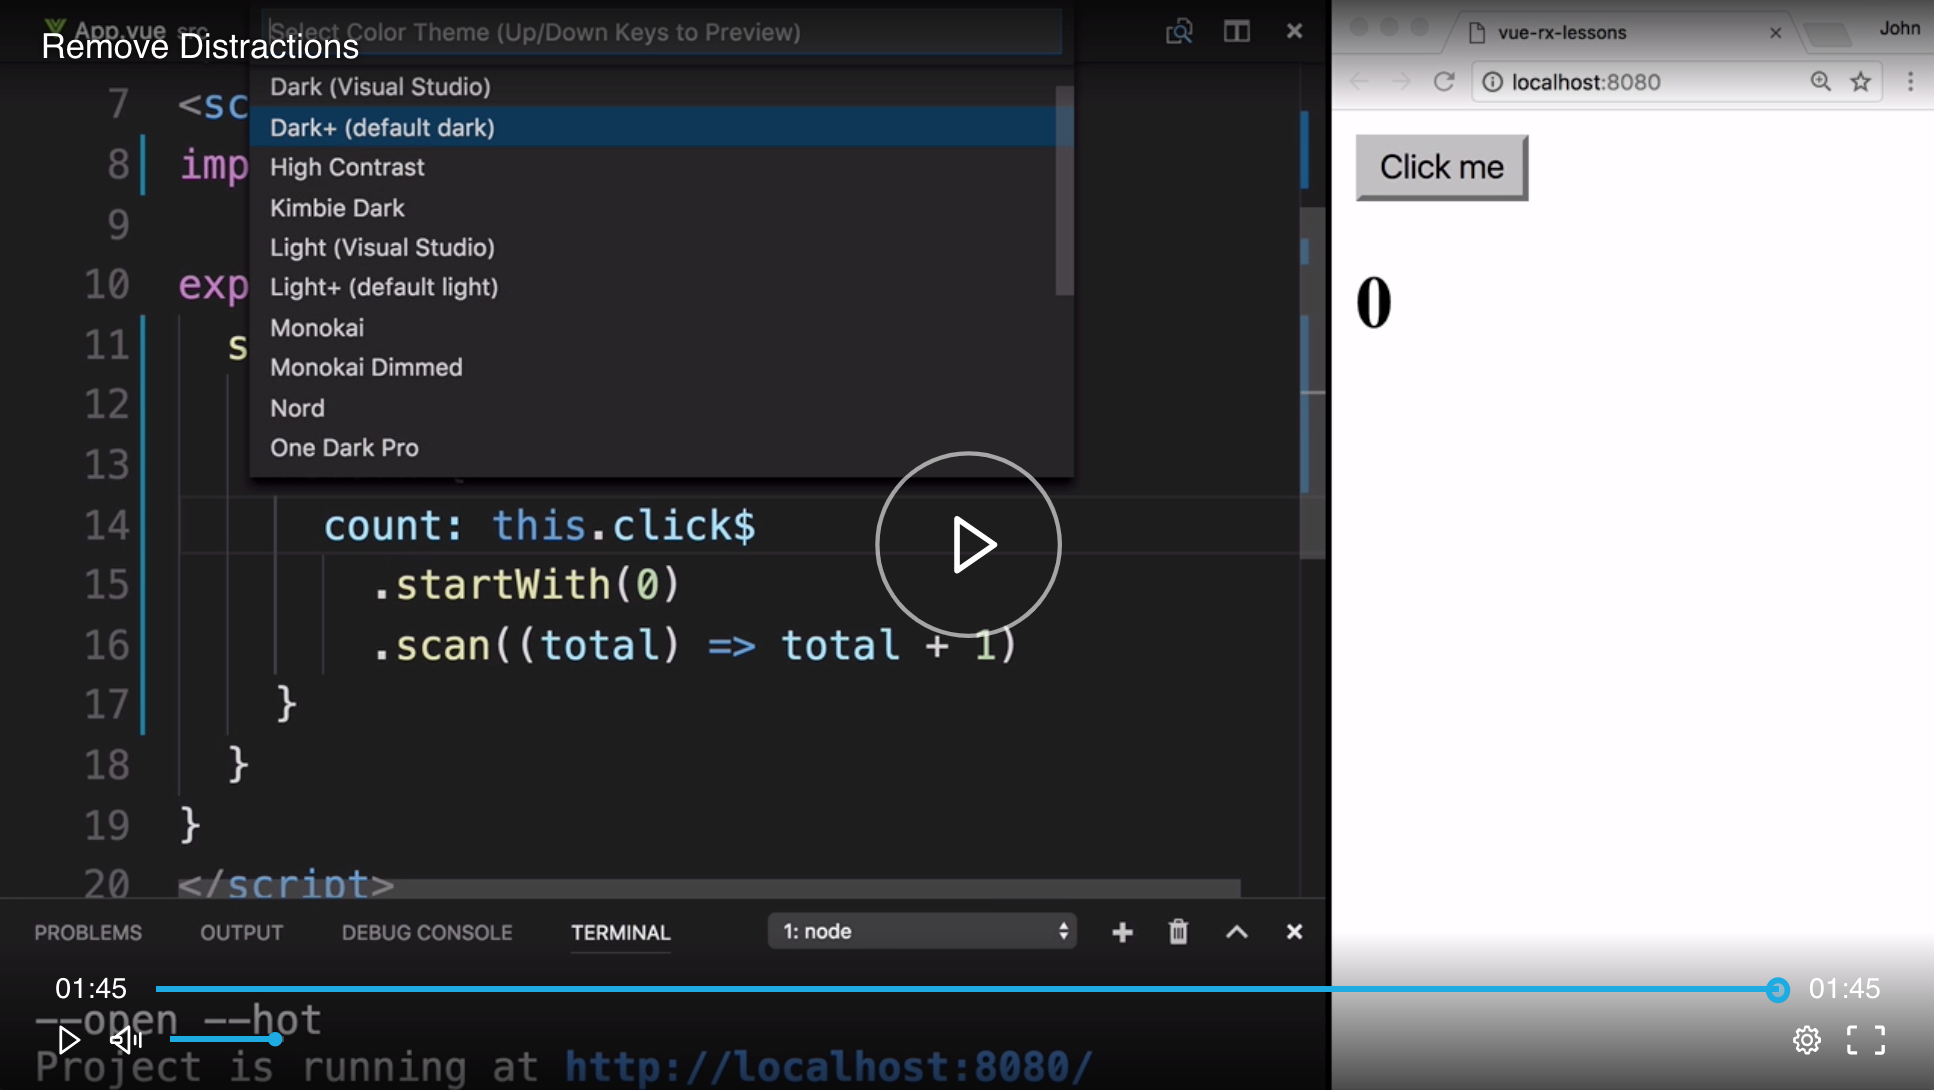 App.vue src
Remove Distractions
Select Color Theme (Up/Down Keys to Preview)
Dark (Visual Studio)
Dark+ (default dark)
High Contrast
Kimbie Dark
Light (Visual Studio)
Light+ (default light)
Monokai
Monokai Dimmed
Nord
One Dark Pro
7 <sc
8 imp
9
10 exp
11 s
12
13
14 count: this.click$
15 .startWith(0)
16 .scan((total) => total + 1)
17 }
18 }
19 }
20 </script>
PROBLEMS OUTPUT DEBUG CONSOLE TERMINAL 1: node
01:45 01:45
--open --hot
Project is running at http://localhost:8080/
vue-rx-lessons John
localhost:8080
Click me
0